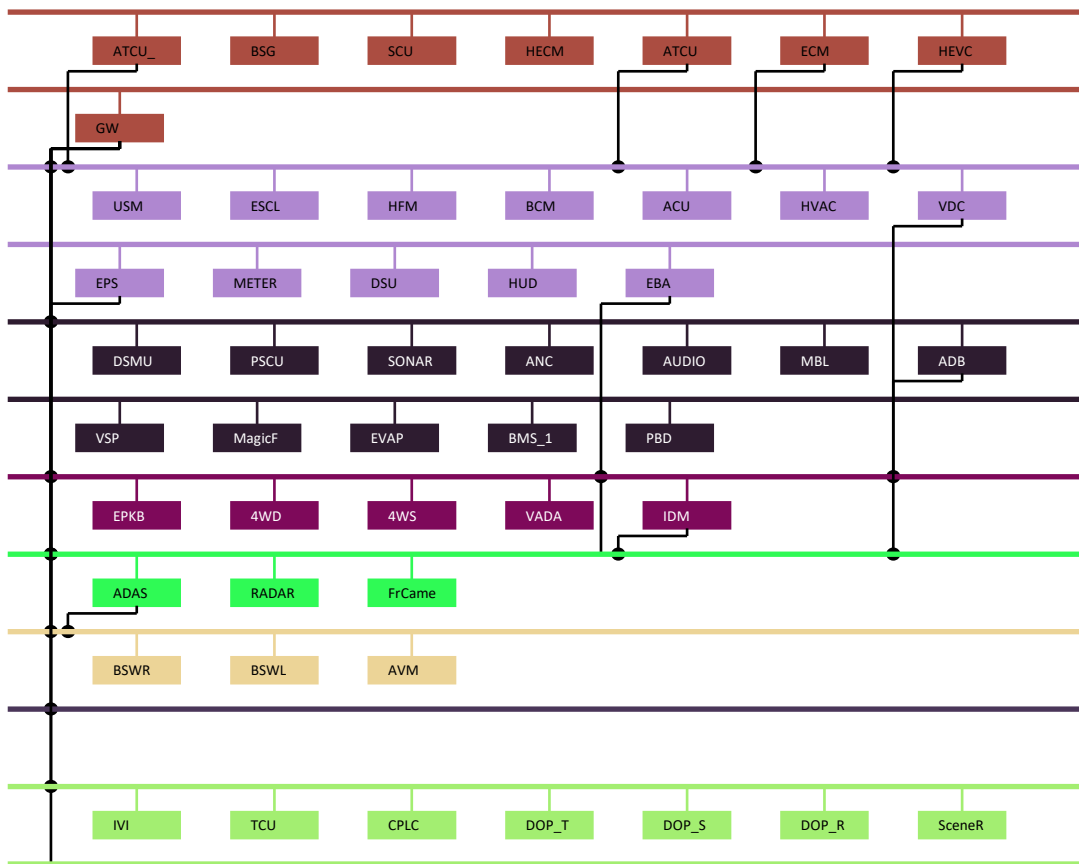 ATCU_ BSG SCU HECM ATCU ECM HEVC
GW
USM ESCL HFM BCM ACU HVAC VDC
EPS METER DSU HUD EBA
DSMU PSCU SONAR ANC AUDIO MBL ADB
VSP MagicF EVAP BMS_1 PBD
EPKB 4WD 4WS VADA IDM
ADAS RADAR FrCame
BSWR BSWL AVM
IVI TCU CPLC DOP_T DOP_S DOP_R SceneR